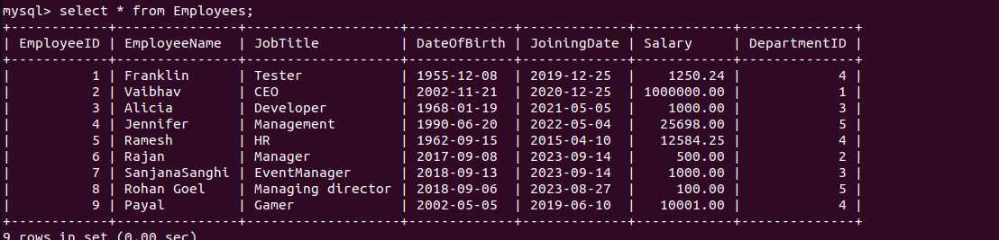 mysql> select * from Employees;
+------------+---------------+-------------------+-------------+-------------+------------+--------------+
| EmployeeID | EmployeeName  | JobTitle          | DateOfBirth | JoiningDate | Salary     | DepartmentID |
+------------+---------------+-------------------+-------------+-------------+------------+--------------+
|          1 | Franklin      | Tester            | 1955-12-08  | 2019-12-25  |    1250.24 |            4 |
|          2 | Vaibhav       | CEO               | 2002-11-21  | 2020-12-25  | 1000000.00 |            1 |
|          3 | Alicia        | Developer         | 1968-01-19  | 2021-05-05  |    1000.00 |            3 |
|          4 | Jennifer      | Management        | 1990-06-20  | 2022-05-04  |   25698.00 |            5 |
|          5 | Ramesh        | HR                | 1962-09-15  | 2015-04-10  |   12584.25 |            4 |
|          6 | Rajan         | Manager           | 2017-09-08  | 2023-09-14  |     500.00 |            2 |
|          7 | SanjanaSanghi | EventManager      | 2018-09-13  | 2023-09-14  |    1000.00 |            3 |
|          8 | Rohan Goel    | Managing director | 2018-09-06  | 2023-08-27  |     100.00 |            5 |
|          9 | Payal         | Gamer             | 2002-05-05  | 2019-06-10  |   10001.00 |            4 |
+------------+---------------+-------------------+-------------+-------------+------------+--------------+
9 rows in set (0.00 sec)